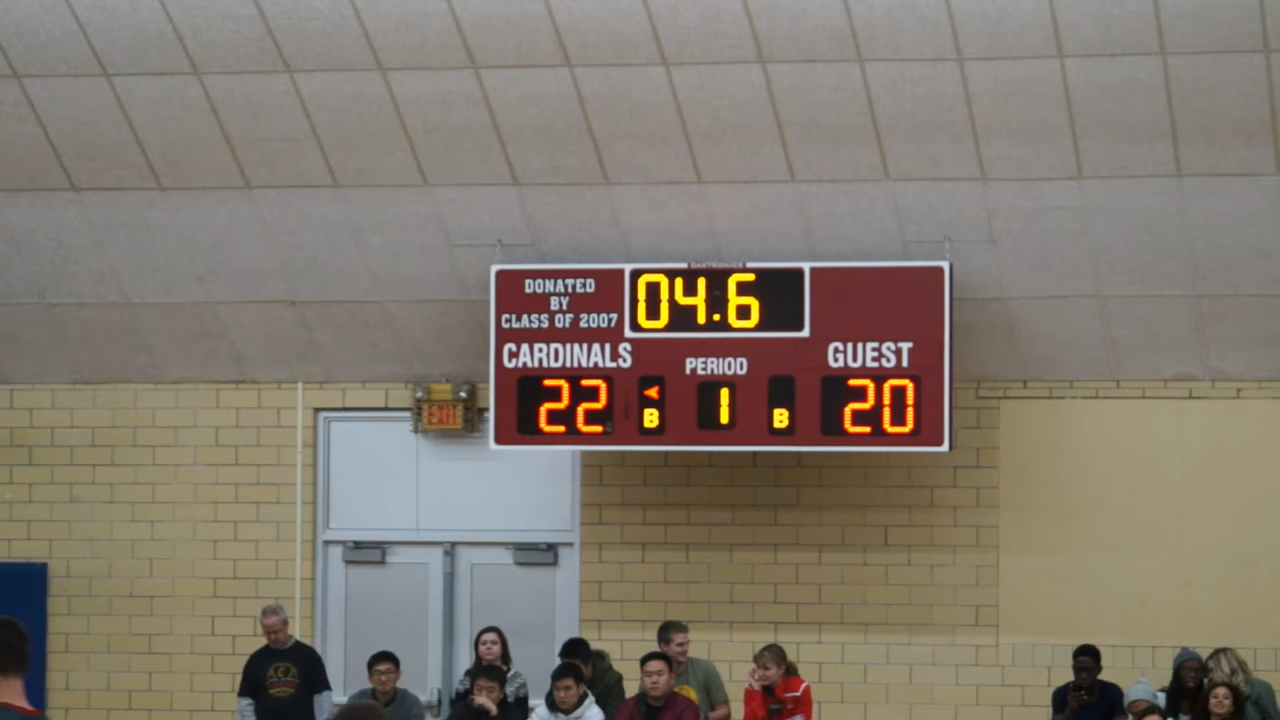 DONATED
BY
CLASS OF 2007
04.6
CARDINALS
PERIOD
GUEST
22
B
1
B
20
EXIT